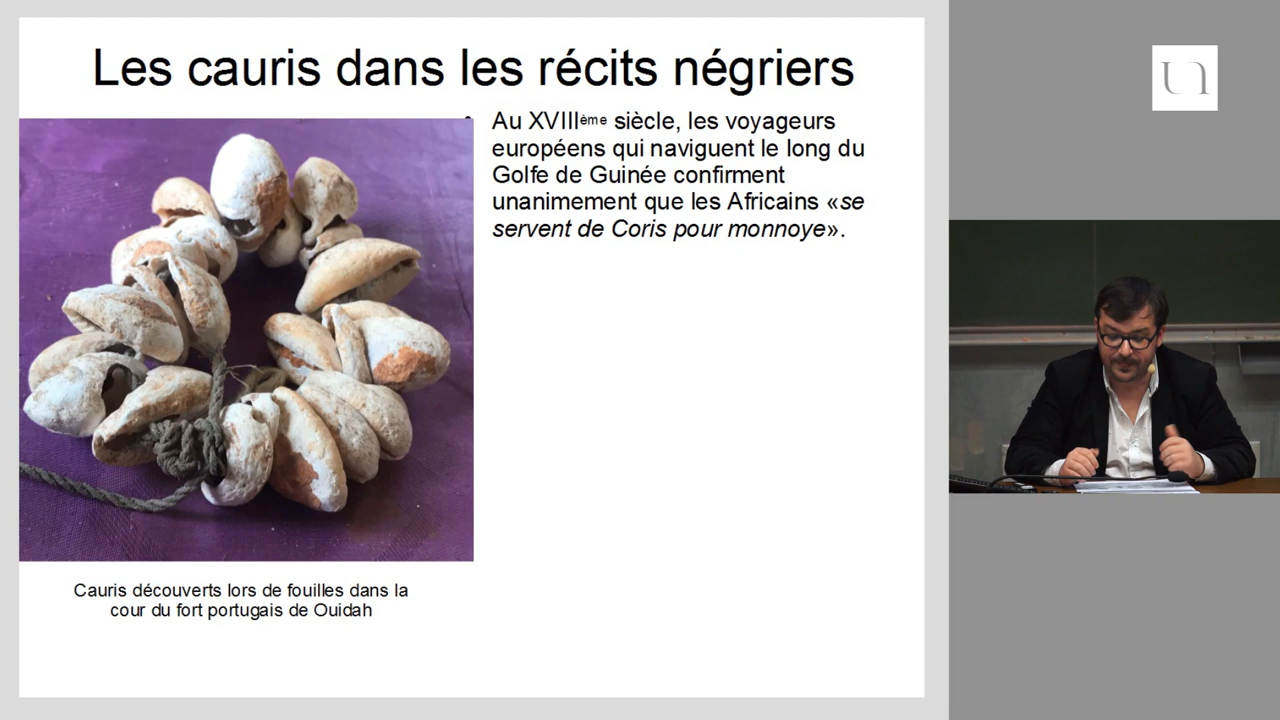 Les cauris dans les récits négriers
• Au XVIIIème siècle, les voyageurs
européens qui naviguent le long du
Golfe de Guinée confirment
unanimement que les Africains «se
servent de Coris pour monnoye».
Cauris découverts lors de fouilles dans la
cour du fort portugais de Ouidah